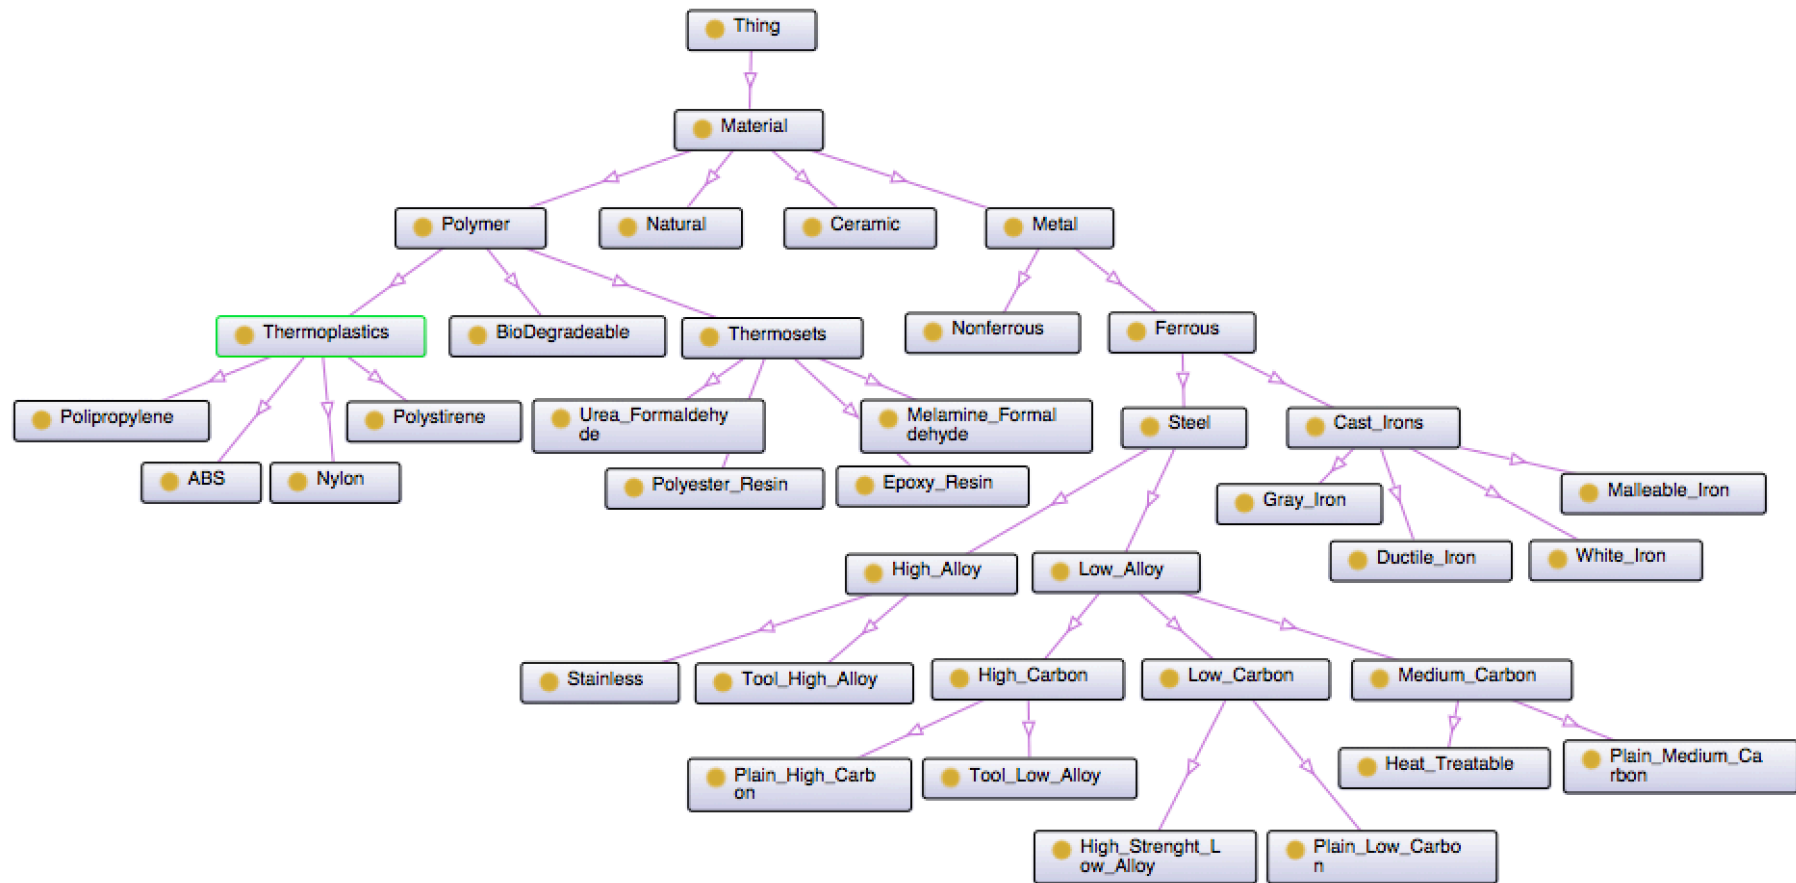 Thing
Material
Polymer
Natural
Ceramic
Metal
Thermoplastics
BioDegradeable
Thermosets
Nonferrous
Ferrous
Polipropylene
Polystirene
Urea_Formaldehy
de
Melamine_Formal
dehyde
Steel
Cast_Irons
ABS
Nylon
Polyester_Resin
Epoxy_Resin
Gray_Iron
Malleable_Iron
Ductile_Iron
White_Iron
High_Alloy
Low_Alloy
Stainless
Tool_High_Alloy
High_Carbon
Low_Carbon
Medium_Carbon
Plain_High_Carb
on
Tool_Low_Alloy
Heat_Treatable
Plain_Medium_Ca
rbon
High_Strenght_L
ow_Alloy
Plain_Low_Carbo
n